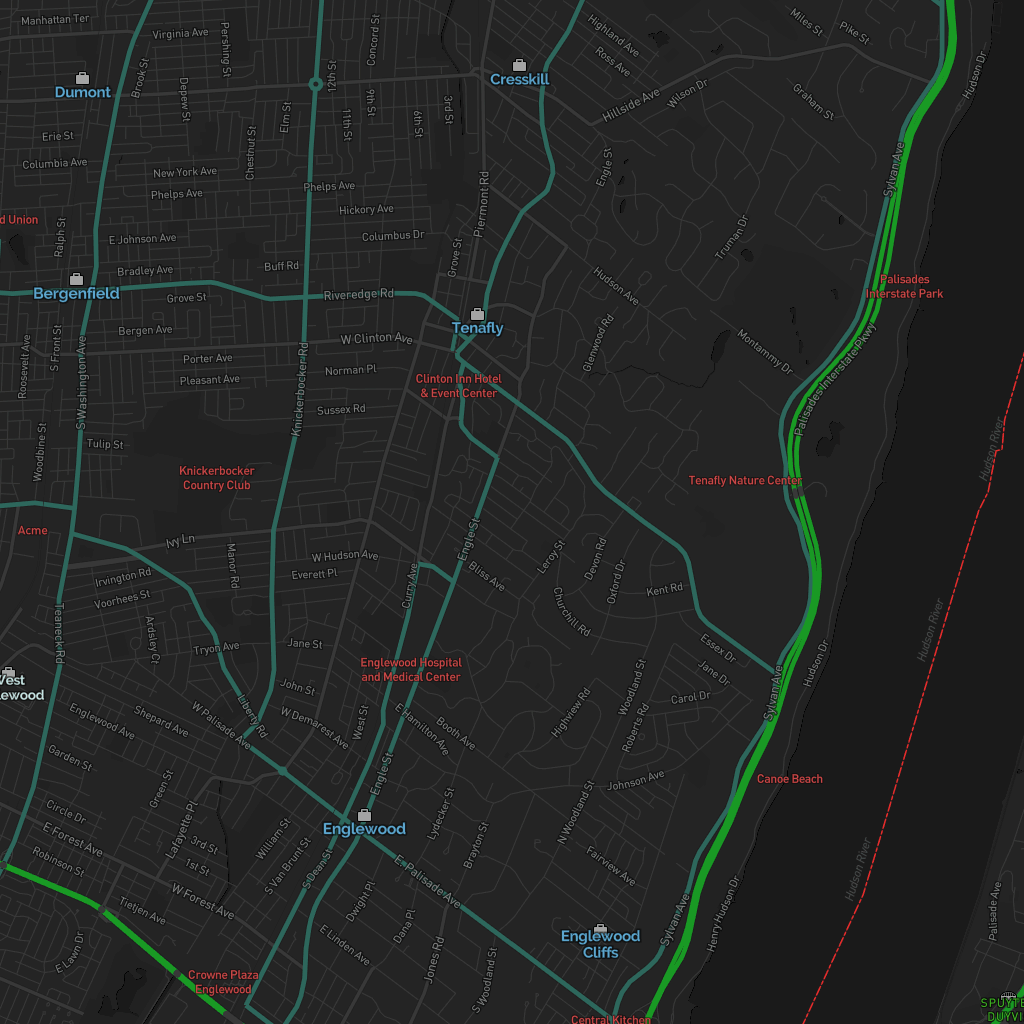 Manhattan Ter
Virginia Ave
Pershing St
Concord St
Highland Ave
Ross Ave
Miles St
Pike St
Hudson Dr
Dumont
Brook St
Depew St
12th St
Cresskill
Elm St
11th St
9th St
6th St
3rd St
Hillside Ave
Wilson Dr
Graham St
Erie St
Columbia Ave
Chestnut St
New York Ave
Phelps Ave
Phelps Ave
Engle St
Sylvan Ave
Piermont Rd
Hickory Ave
d Union
Ralph St
E Johnson Ave
Columbus Dr
Truman Dr
Grove St
Bradley Ave
Buff Rd
Hudson Ave
Palisades
Interstate Park
Bergenfield
Grove St
Riveredge Rd
Tenafly
Bergen Ave
W Clinton Ave
Glenwood Rd
Montammy Dr
Roosevelt Ave
S Front St
Porter Ave
Pleasant Ave
Norman Pl
Clinton Inn Hotel
& Event Center
Palisades Interstate Pkwy
S Washington Ave
Knickerbocker Rd
Sussex Rd
Woodbine St
Tulip St
Hudson River
Knickerbocker
Country Club
Tenafly Nature Center
Acme
Ivy Ln
Engle St
Manor Rd
W Hudson Ave
Everett Pl
Irvington Rd
Voorhees St
Curry Ave
Bliss Ave
Leroy St
Devon Rd
Oxford Dr
Kent Rd
Churchill Rd
Teaneck Rd
Ardsley Ct
Tryon Ave
Jane St
Essex Dr
Hudson Dr
Hudson River
Englewood Hospital
and Medical Center
Jane Dr
West
lewood
John St
Woodland St
Carol Dr
Sylvan Ave
Liberty Rd
Englewood Ave
Shepard Ave
W Palisade Ave
W Demarest Ave
West St
E Hamilton Ave
Booth Ave
Highview Rd
Roberts Rd
Garden St
Engle St
Johnson Ave
Canoe Beach
Green St
Circle Dr
Lafayette Pl
Englewood
Lydecker St
N Woodland St
E Forest Ave
3rd St
1st St
William St
Brayton St
Robinson St
S Van Brunt St
S Dean St
Fairview Ave
Hudson River
E Palisade Ave
W Forest Ave
Tietjen Ave
Dwight Pl
Henry Hudson Dr
Palisade Ave
Sylvan Ave
Dana Pl
E Linden Ave
Englewood
Cliffs
E Lawn Dr
Jones Rd
Crowne Plaza
Englewood
S Woodland St
SPUYTE
DUYVI
Central Kitchen